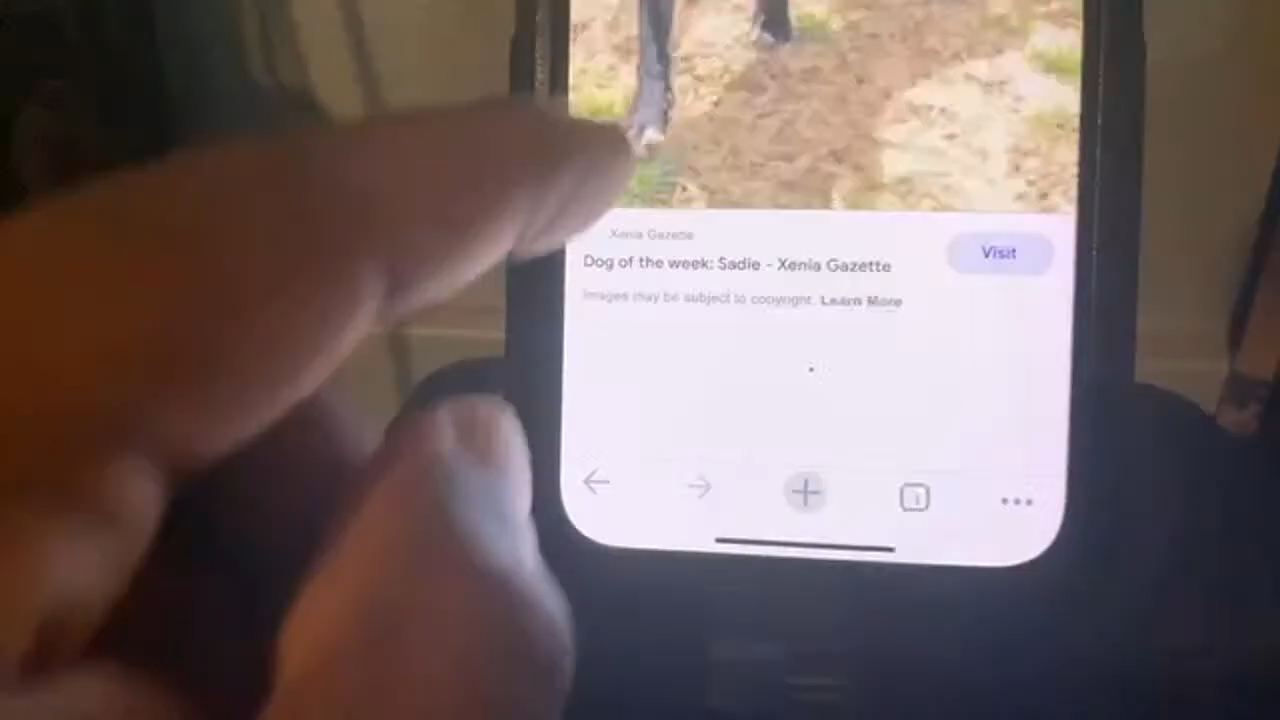 Xenia Gazette
Visit
Dog of the week: Sadie - Xenia Gazette
Images may be subject to copyright. Learn More